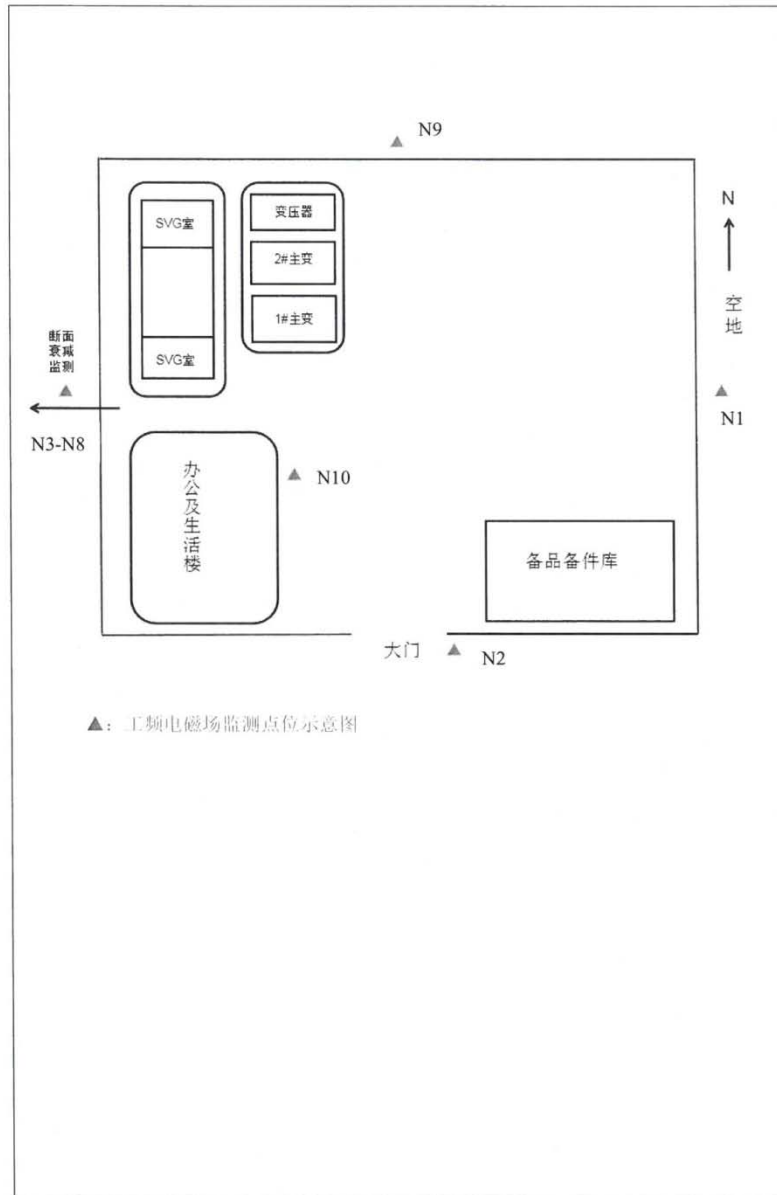 N9
N
SVG室
变压器
2#主变
1#主变
空地
断面
衰减
监测
SVG室
N1
N3-N8
办公及生活楼
N10
备品备件库
大门
N2
▲：工频电磁场监测点位示意图